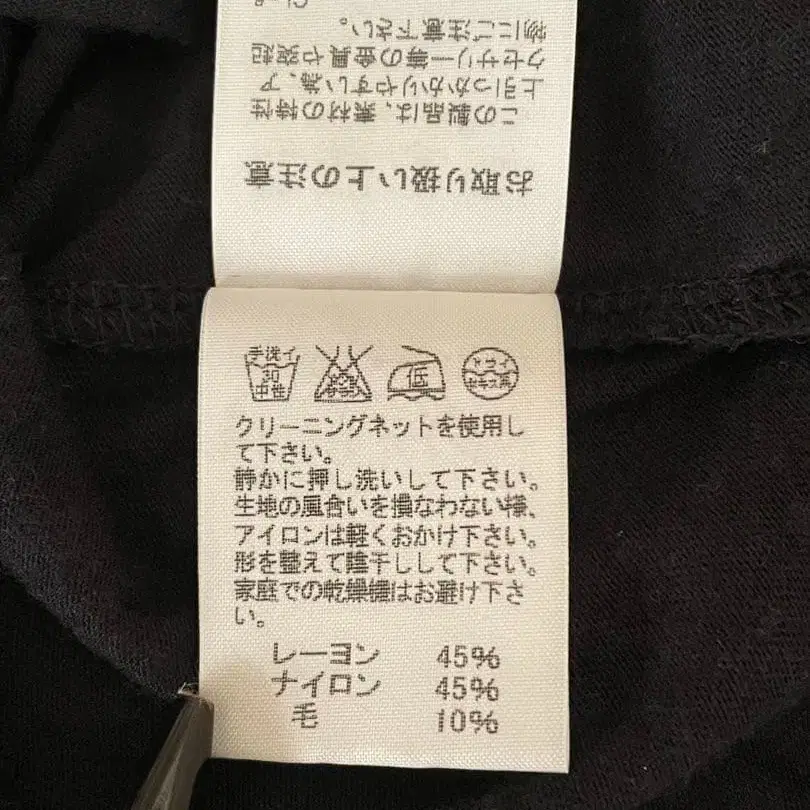 お取り扱い上の注意
この製品は、素材の特性
上引っかかりやすい為、ア
クセサリー等の金具や突起
物にご注意下さい。
手洗イ
30
中性
エンソ
サラシ
低
ドライ
セキユ系
クリーニングネットを使用し
て下さい。
静かに押し洗いして下さい。
生地の風合いを損なわない様、
アイロンは軽くおかけ下さい。
形を整えて陰干しして下さい。
家庭での乾燥機はお避け下さ
い。
レーヨン 45%
ナイロン 45%
毛 10%